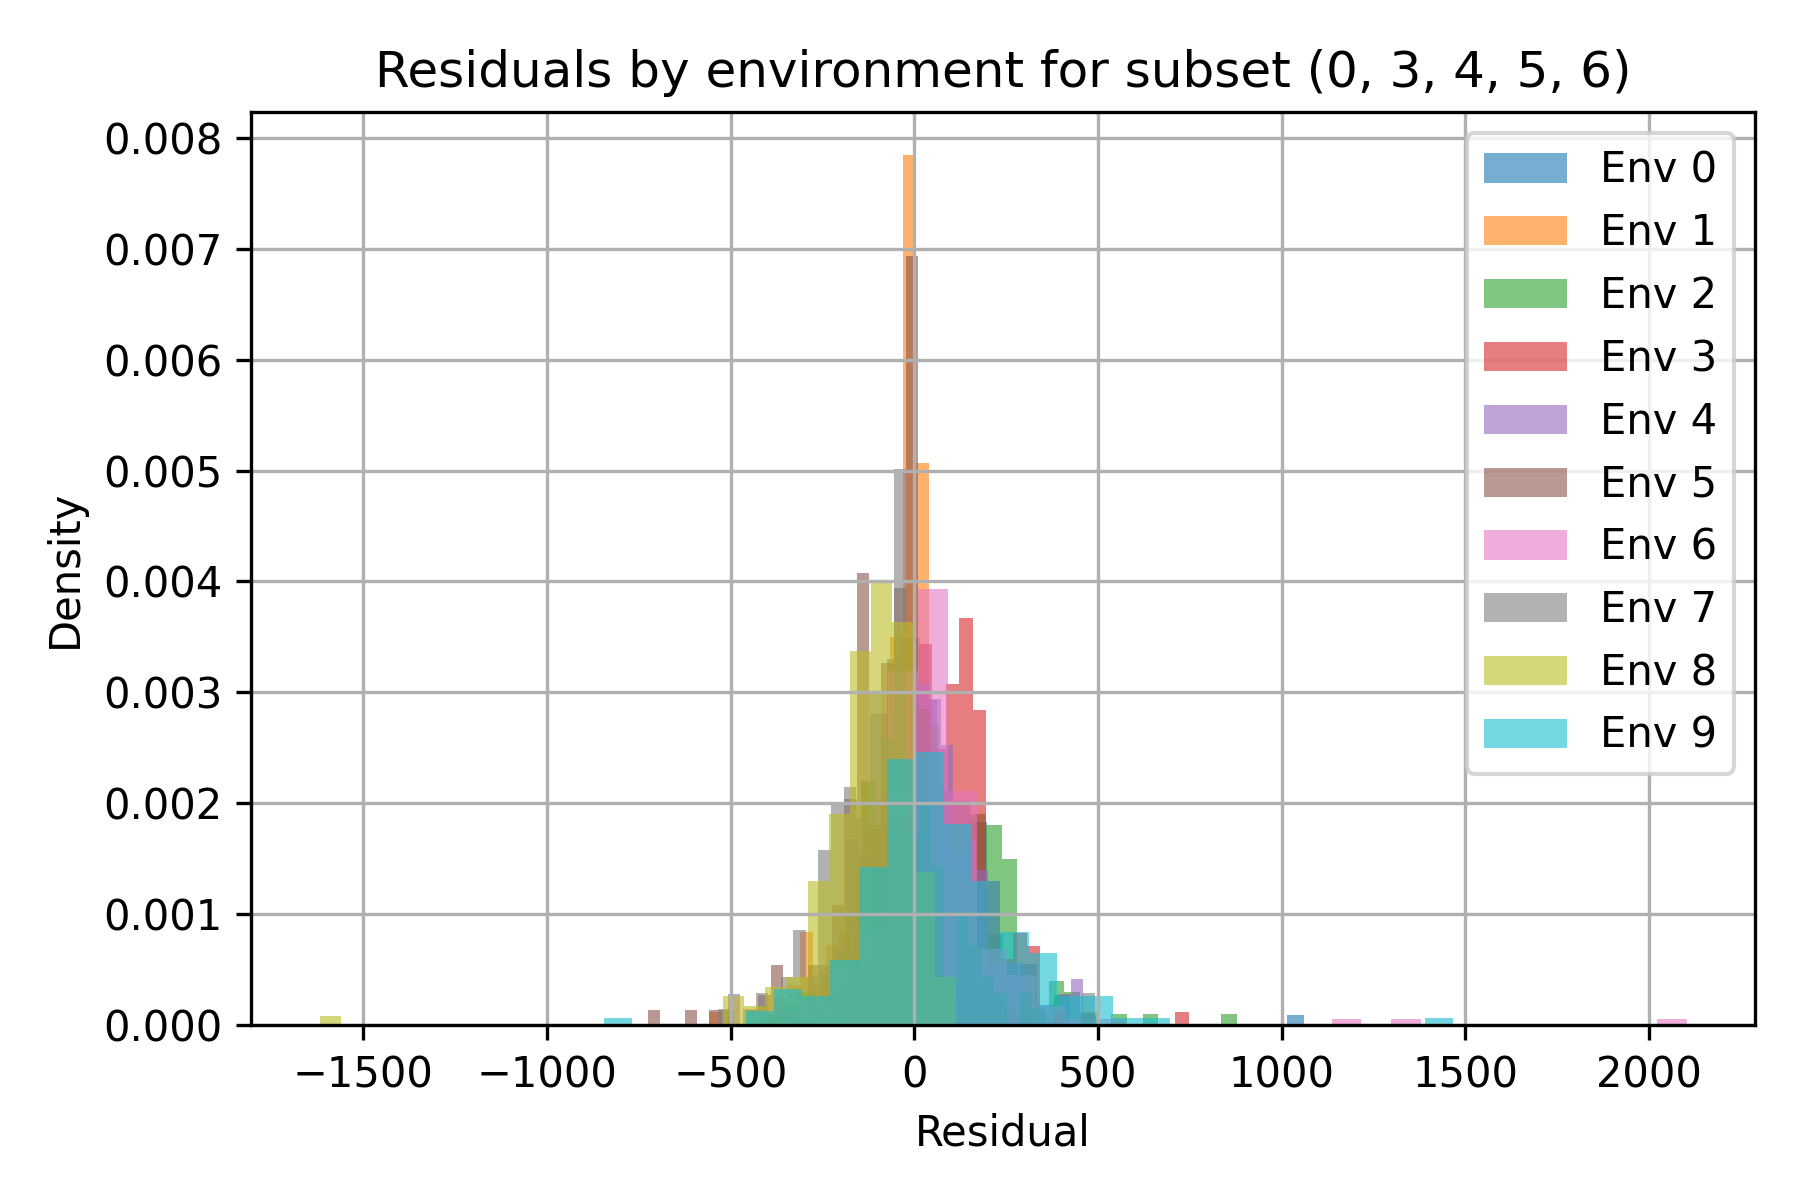 Residuals by environment for subset (0, 3, 4, 5, 6)
0.008
0.007
0.006
0.005
0.004
0.003
0.002
0.001
0.000
Density
−1500
−1000
−500
0
500
1000
1500
2000
Residual
Env 0
Env 1
Env 2
Env 3
Env 4
Env 5
Env 6
Env 7
Env 8
Env 9